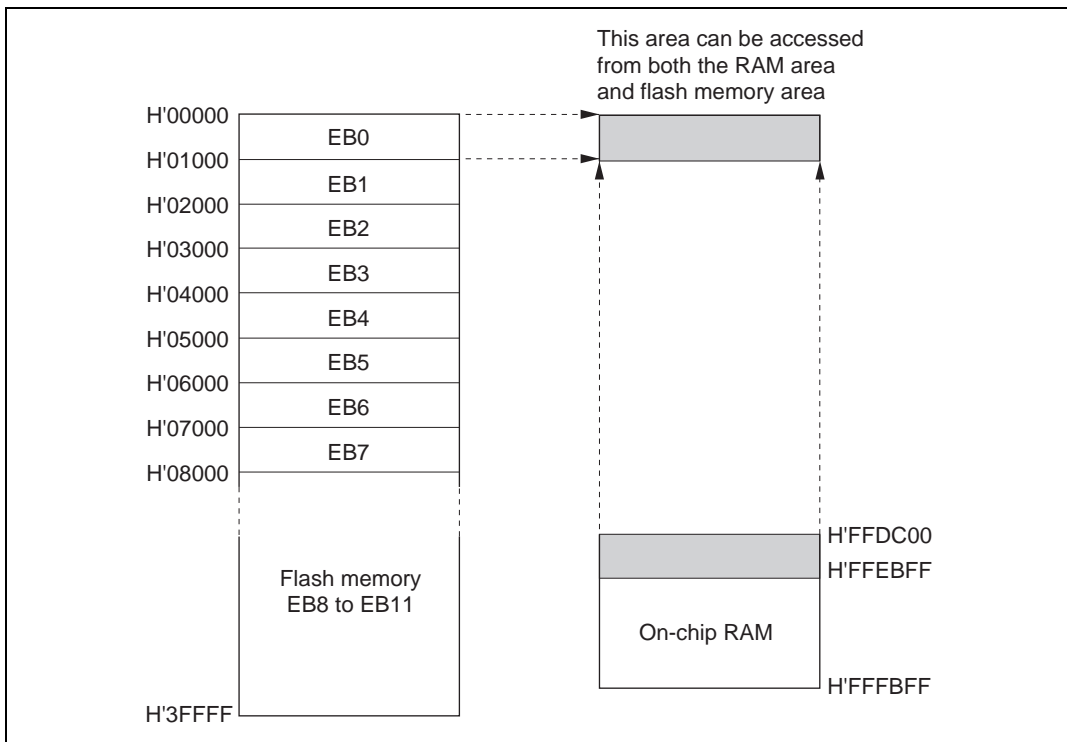 This area can be accessed
from both the RAM area
and flash memory area
H'00000
EB0
H'01000
EB1
H'02000
EB2
H'03000
EB3
H'04000
EB4
H'05000
EB5
H'06000
EB6
H'07000
EB7
H'08000
H'FFDC00
H'FFEBFF
Flash memory
EB8 to EB11
On-chip RAM
H'FFFBFF
H'3FFFF